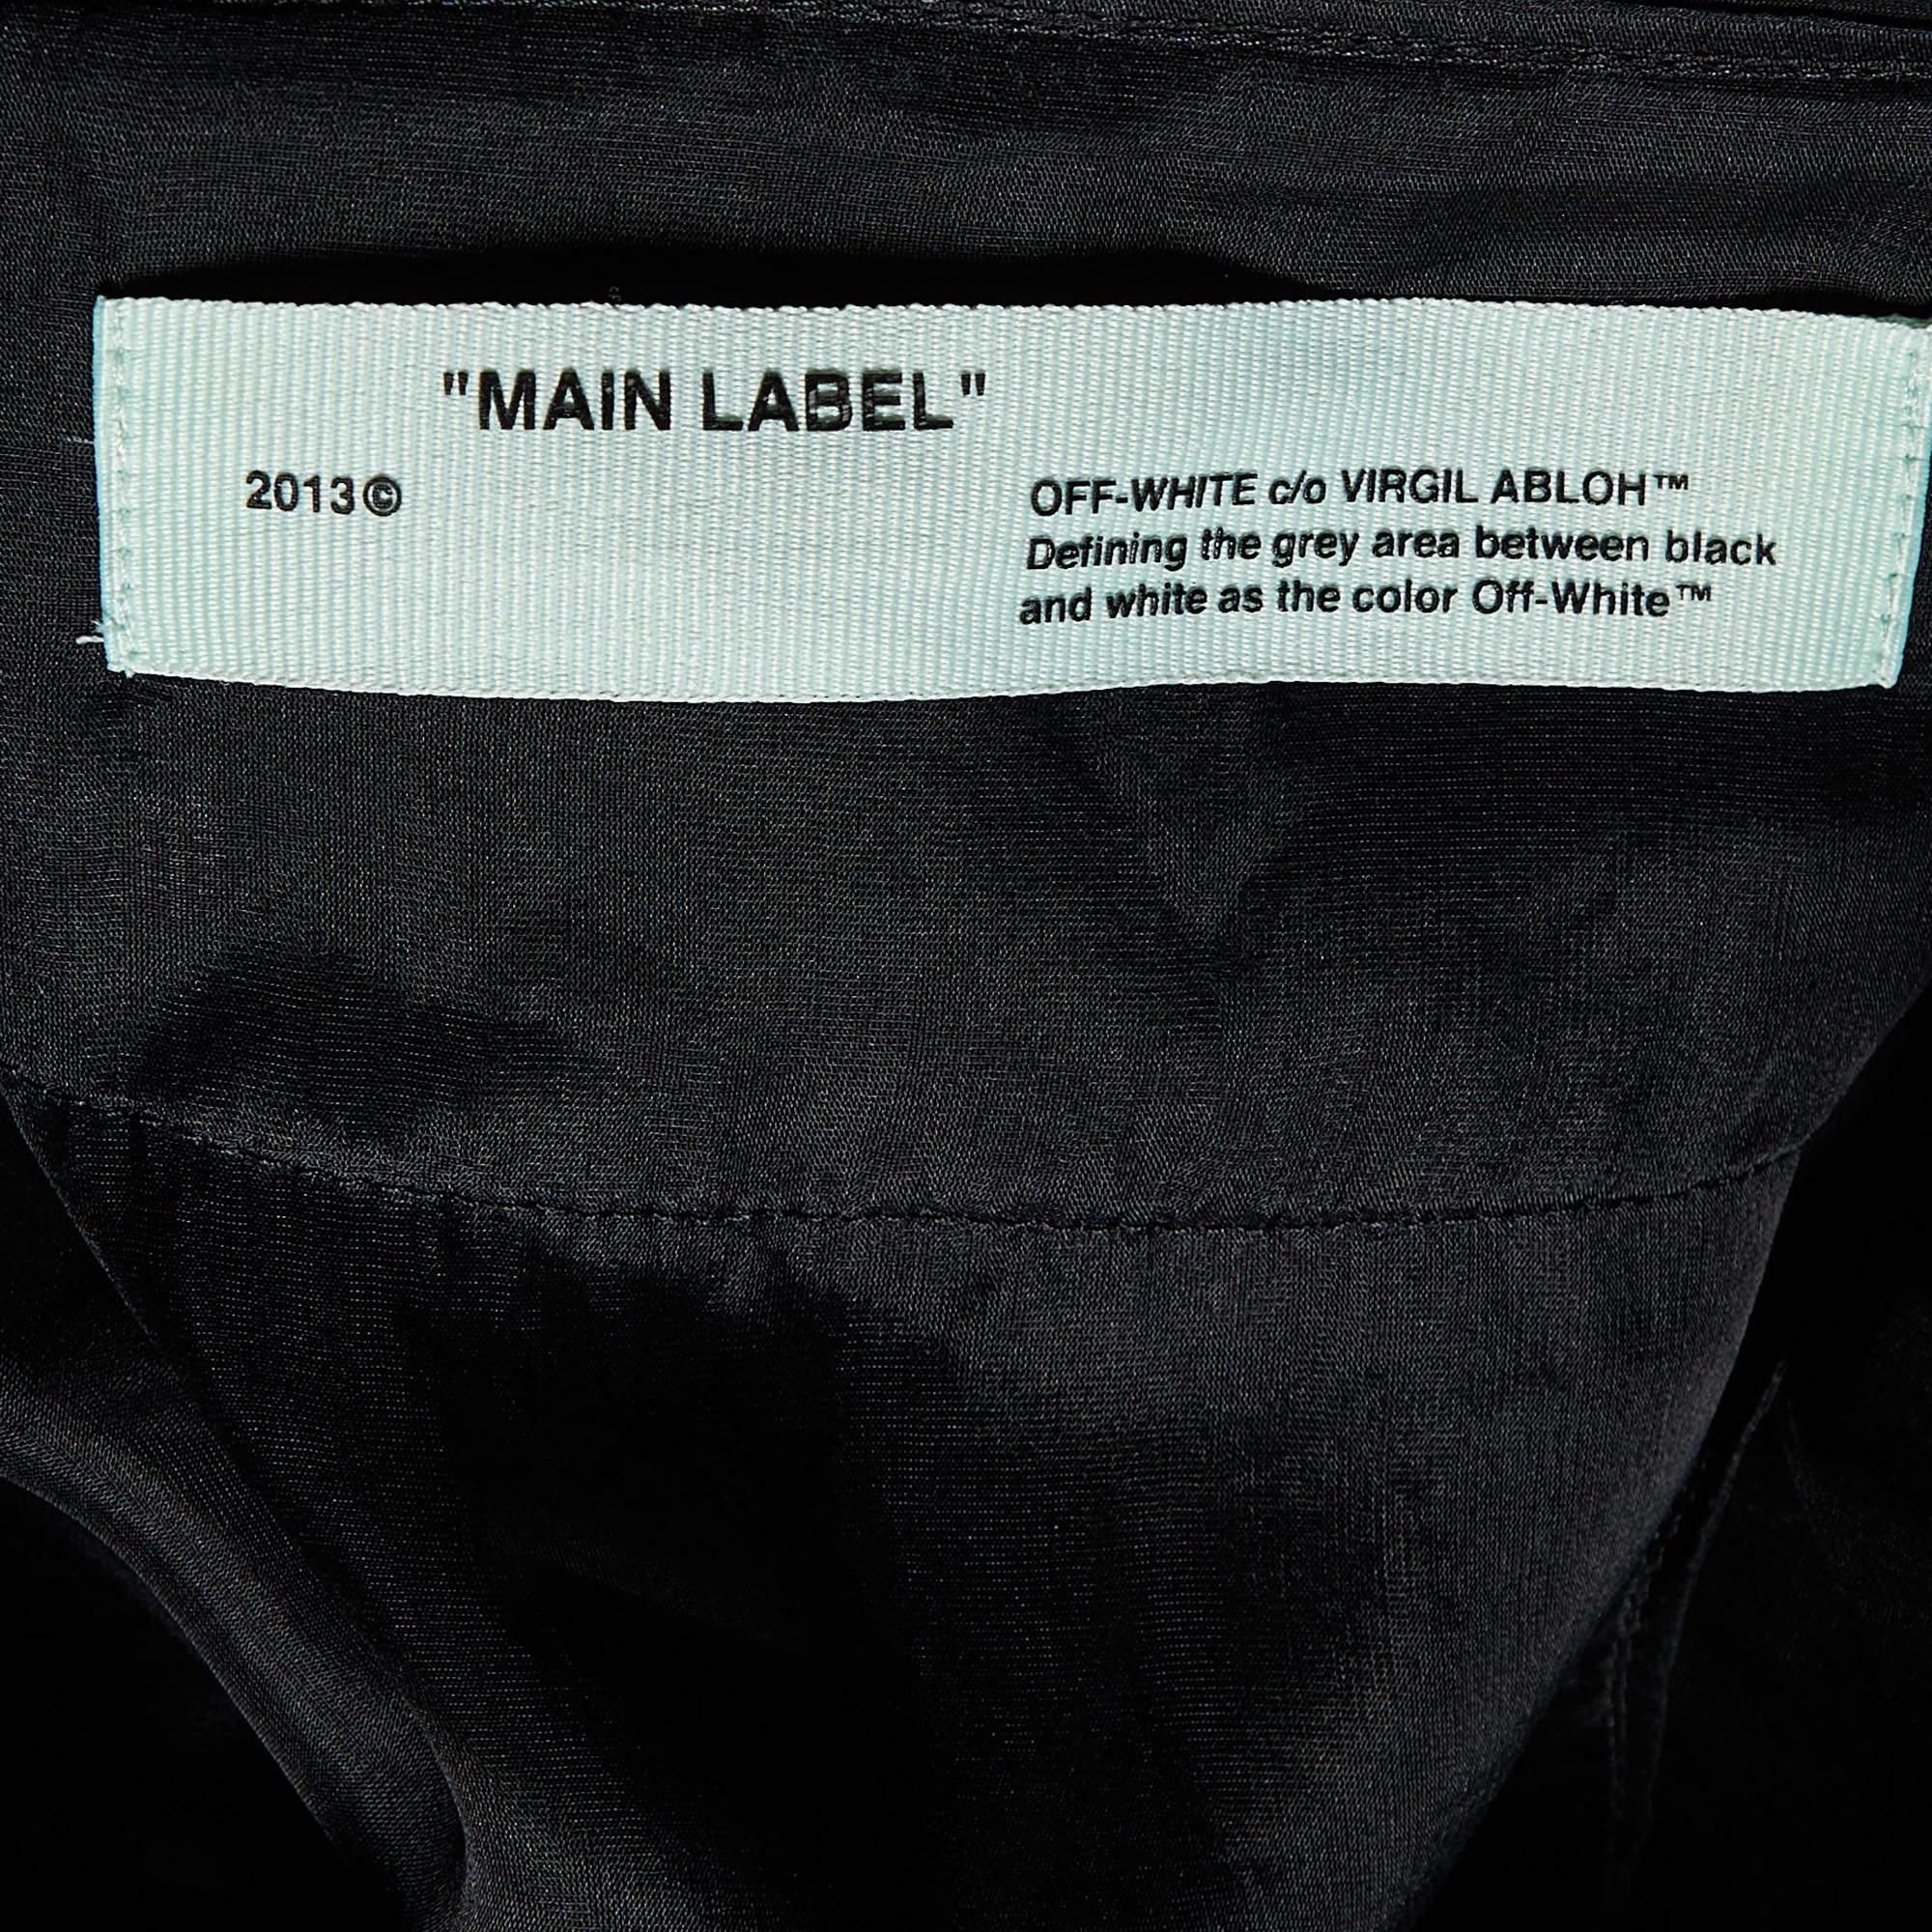 "MAIN LABEL"
2013©
OFF-WHITE c/o VIRGIL ABLOH™
Defining the grey area between black
and white as the color Off-White™